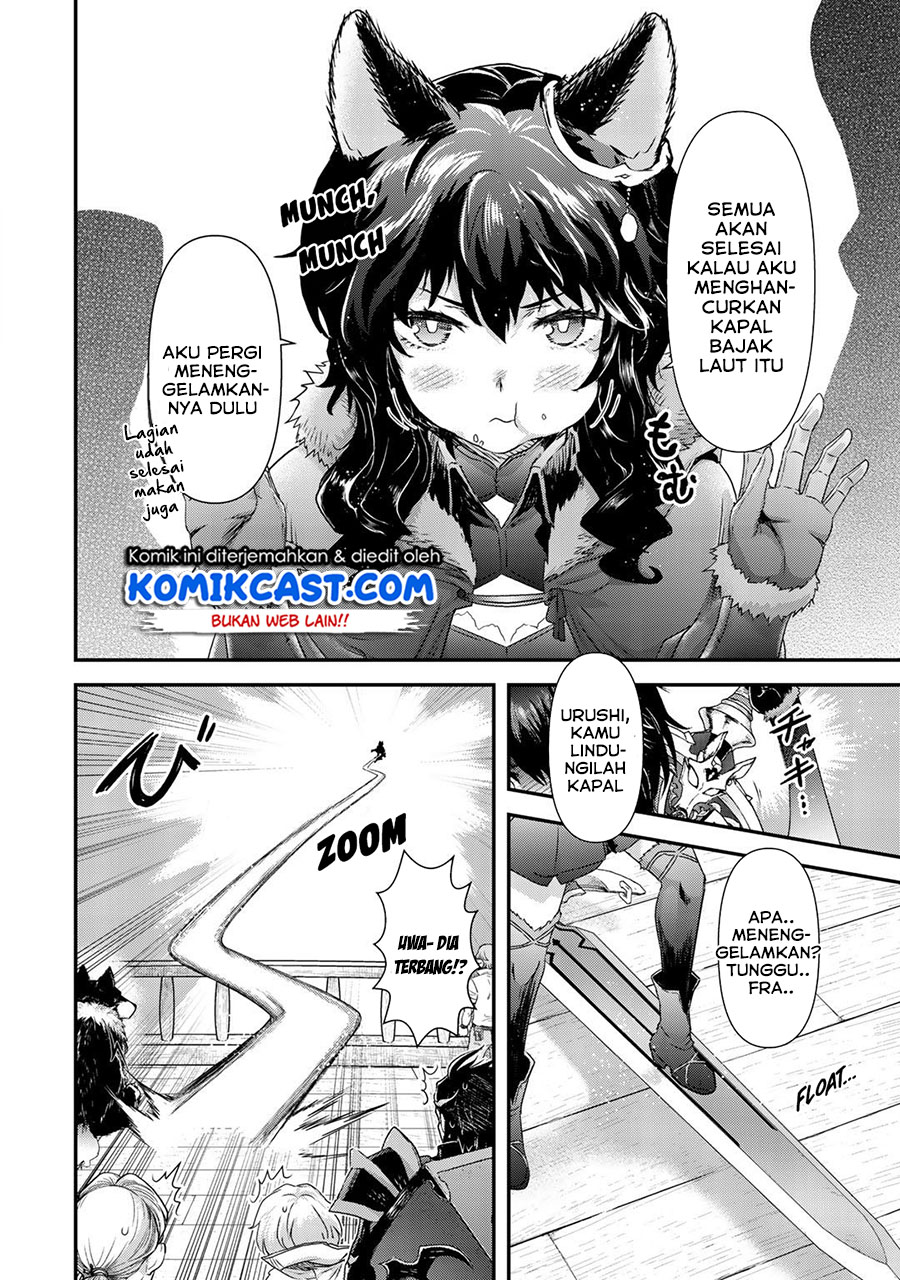 SEMUA
AKAN
SELESAI
KALAU AKU
MENGHAN-
CURKAN
KAPAL
BAJAK
LAUT ITU
MUNCH,
MUNCH
もむ
AKU PERGI
MENENG-
GELAMKAN-
NYA DULU
Lagian
udah
selesai
makan
juga
Komik ini diterjemahkan & diedit oleh
KOMIKCAST.COM
BUKAN WEB LAIN!!
チャキ…
URUSHI,
KAMU
LINDU-
NGILAH
KAPAL
APA..
MENENG-
GELAMKAN?
TUNGGU..
FRA..
FLOAT...
び
ZOOM
UWA- DIA
TERBANG!?